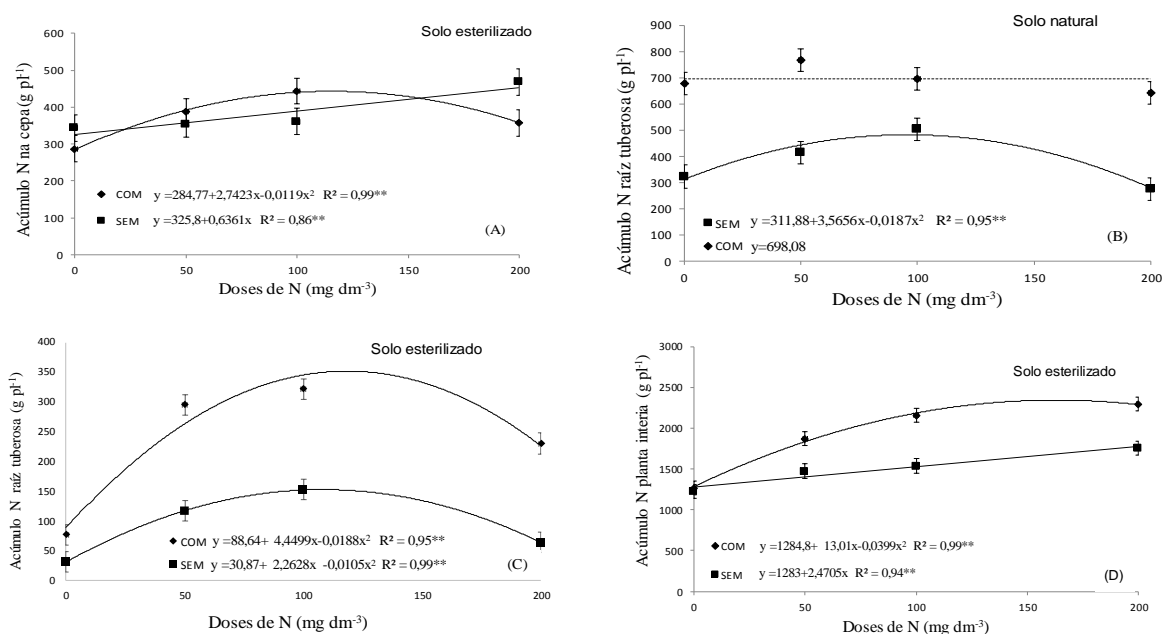 Solo esterilizado
Acúmulo N na cepa (g pl⁻¹)
600
500
400
300
200
100
0
COM y =284,77+2,7423x-0,0119x² R² = 0,99**
SEM y =325,8+0,6361x R² = 0,86**
(A)
0 50 100 150 200
Doses de N (mg dm⁻³)
Solo natural
Acúmulo N raíz tuberosa (g pl⁻¹)
900
800
700
600
500
400
300
200
100
0
SEM y =311,88+3,5656x-0,0187x² R² = 0,95**
COM y=698,08
(B)
0 50 100 150 200
Doses de N (mg dm⁻³)
Solo esterilizado
Acúmulo N raíz tuberosa (g pl⁻¹)
400
350
300
250
200
150
100
50
0
COM y =88,64+ 4,4499x-0,0188x² R² = 0,95**
SEM y =30,87+ 2,2628x -0,0105x² R² = 0,99**
(C)
0 50 100 150 200
Doses de N (mg dm⁻³)
Solo esterilizado
Acúmulo N planta interia (g pl⁻¹)
3000
2600
2200
1800
1400
1000
COM y =1284,8+ 13,01x-0,0399x² R² = 0,99**
SEM y =1283+2,4705x R² = 0,94**
(D)
0 50 100 150 200
Doses de N (mg dm⁻³)